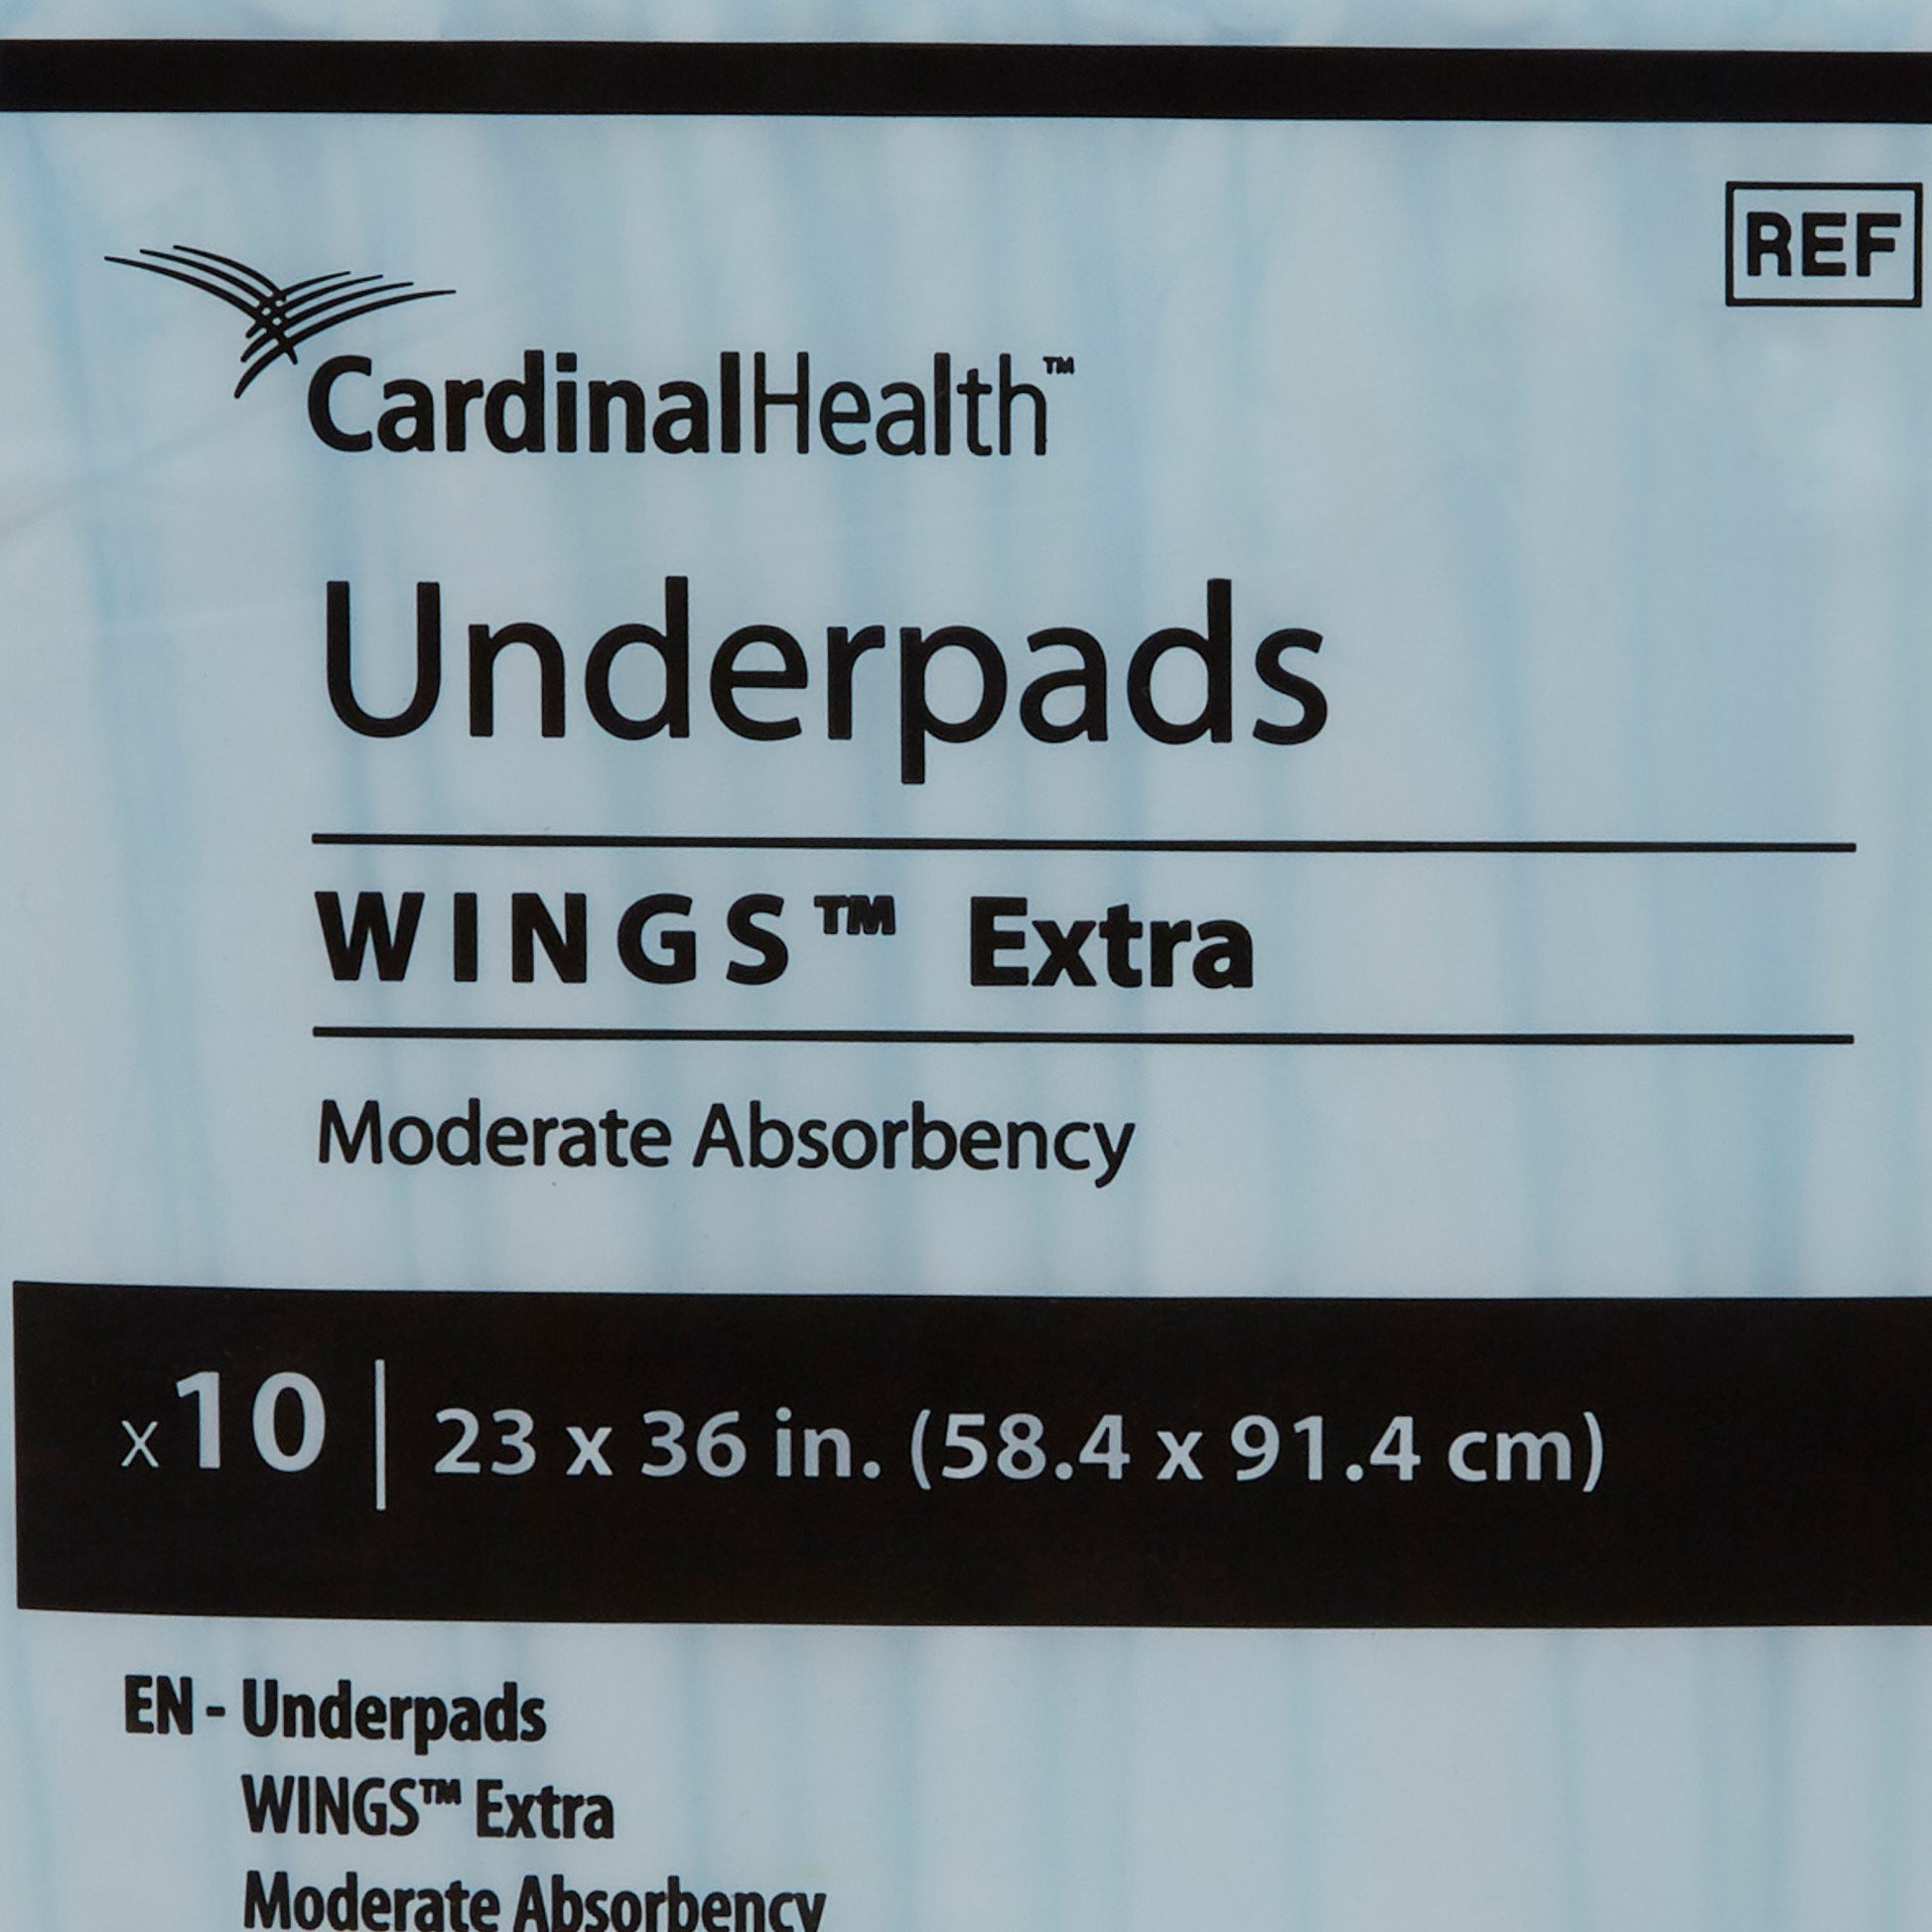 REF
CardinalHealth™
Underpads
WINGS™ Extra
Moderate Absorbency
x10 | 23 x 36 in. (58.4 x 91.4 cm)
EN - Underpads
WINGS™ Extra
Moderate Absorbency